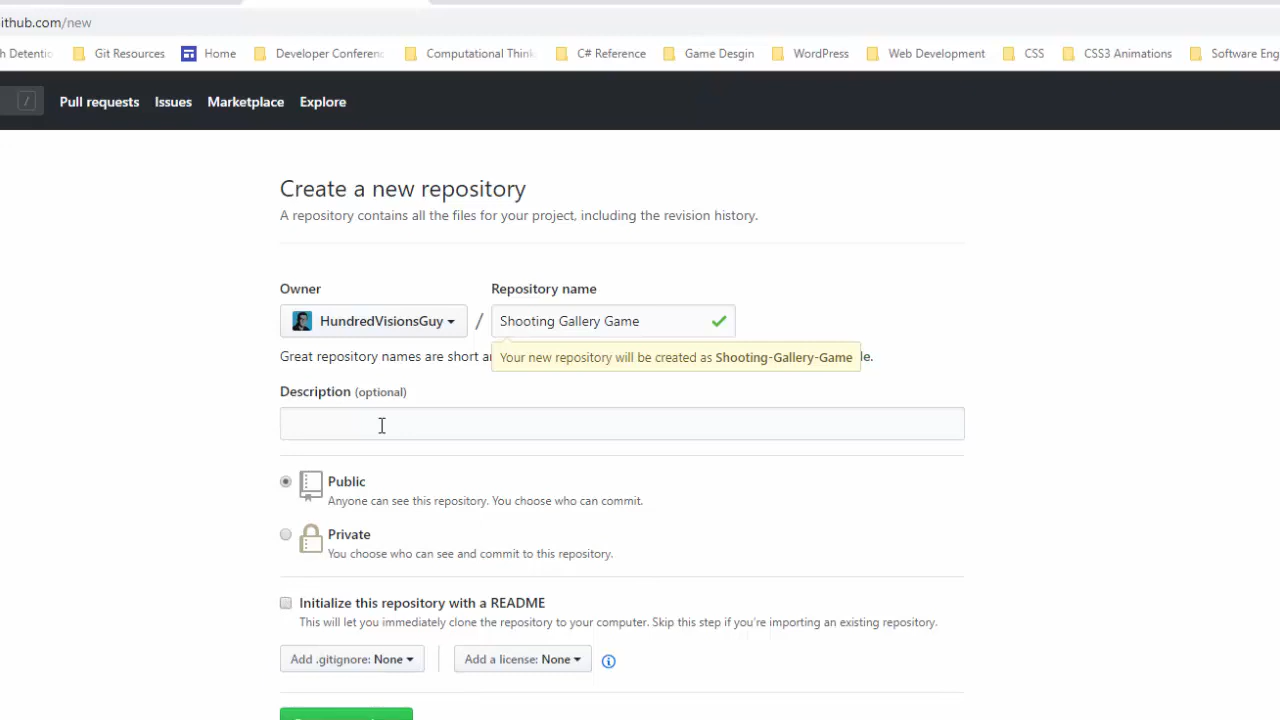 ithub.com/new
h Detentio Git Resources Home Developer Conferenc Computational Think C# Reference Game Desgin WordPress Web Development CSS CSS3 Animations Software Eng
/ Pull requests Issues Marketplace Explore
Create a new repository
A repository contains all the files for your project, including the revision history.
Owner Repository name
HundredVisionsGuy / Shooting Gallery Game
Great repository names are short an Your new repository will be created as Shooting-Gallery-Game le.
Description (optional)
Public
Anyone can see this repository. You choose who can commit.
Private
You choose who can see and commit to this repository.
Initialize this repository with a README
This will let you immediately clone the repository to your computer. Skip this step if you're importing an existing repository.
Add .gitignore: None Add a license: None